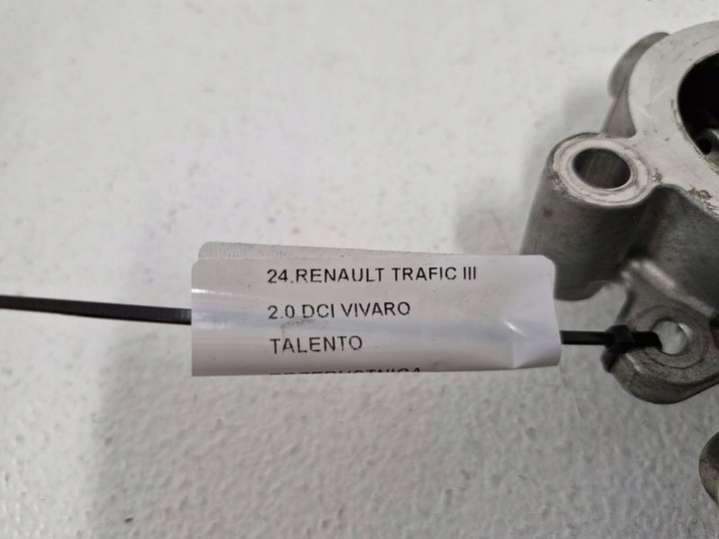 24.RENAULT TRAFIC III
2.0 DCI VIVARO
TALENTO